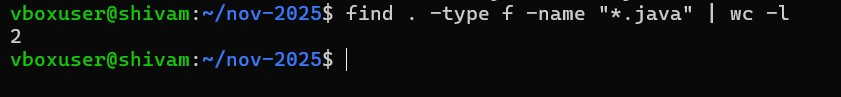 vboxuser@shivam:~/nov-2025$ find . -type f -name "*.java" | wc -l
2
vboxuser@shivam:~/nov-2025$